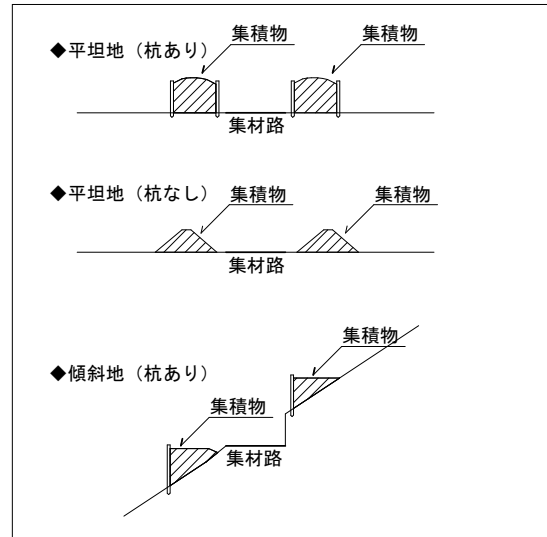 ◆平坦地（杭あり）
集積物
集積物
集材路
◆平坦地（杭なし）
集積物
集積物
集材路
◆傾斜地（杭あり）
集積物
集積物
集材路